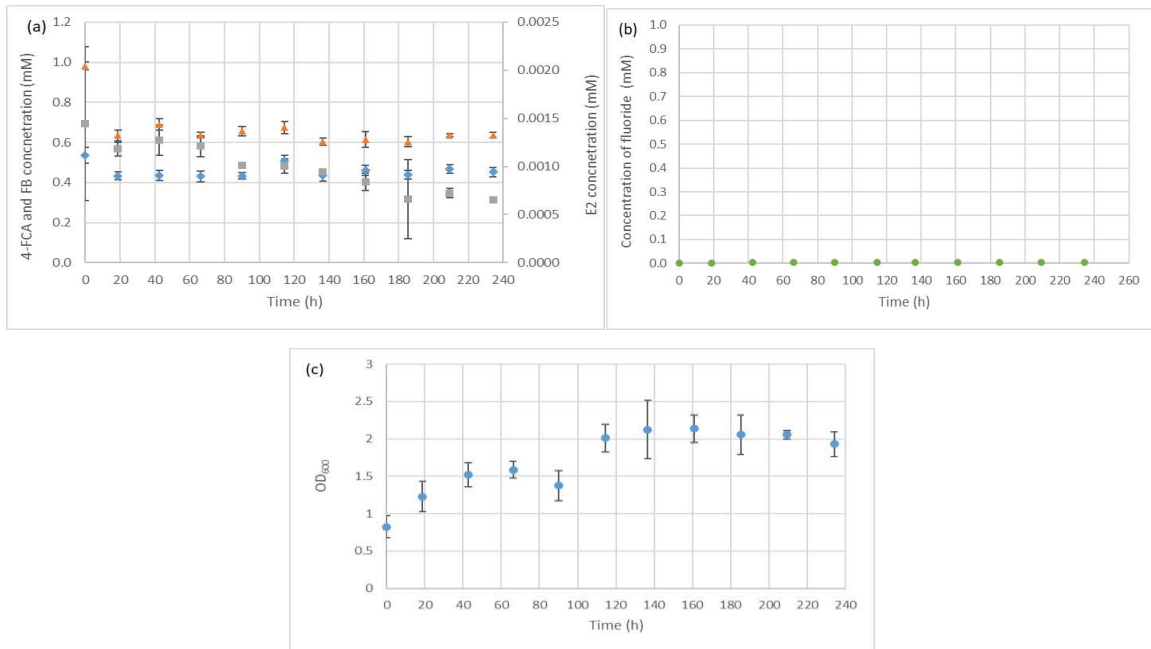 (a)
1.2
1.0
0.8
0.6
0.4
0.2
0.0
4-FCA and FB concnetration (mM)
0.0025
0.0020
0.0015
0.0010
0.0005
0.0000
E2 concnetration (mM)
0 20 40 60 80 100 120 140 160 180 200 220 240
Time (h)
(b)
1.0
0.9
0.8
0.7
0.6
0.5
0.4
0.3
0.2
0.1
0.0
Concentration of fluoride (mM)
0 20 40 60 80 100 120 140 160 180 200 220 240 260
Time (h)
(c)
3
2.5
2
1.5
1
0.5
0
OD600
0 20 40 60 80 100 120 140 160 180 200 220 240
Time (h)